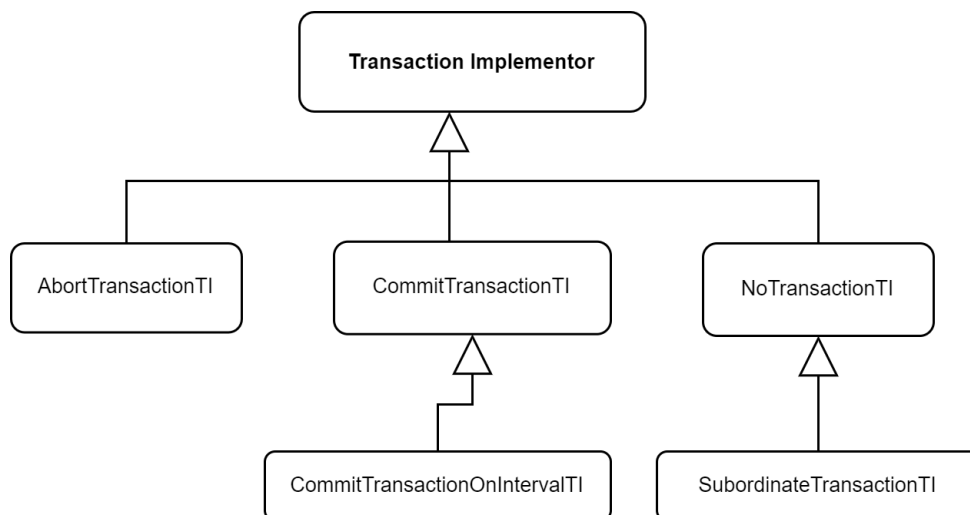 Transaction Implementor
AbortTransactionTI
CommitTransactionTI
NoTransactionTI
CommitTransactionOnIntervalTI
SubordinateTransactionTI